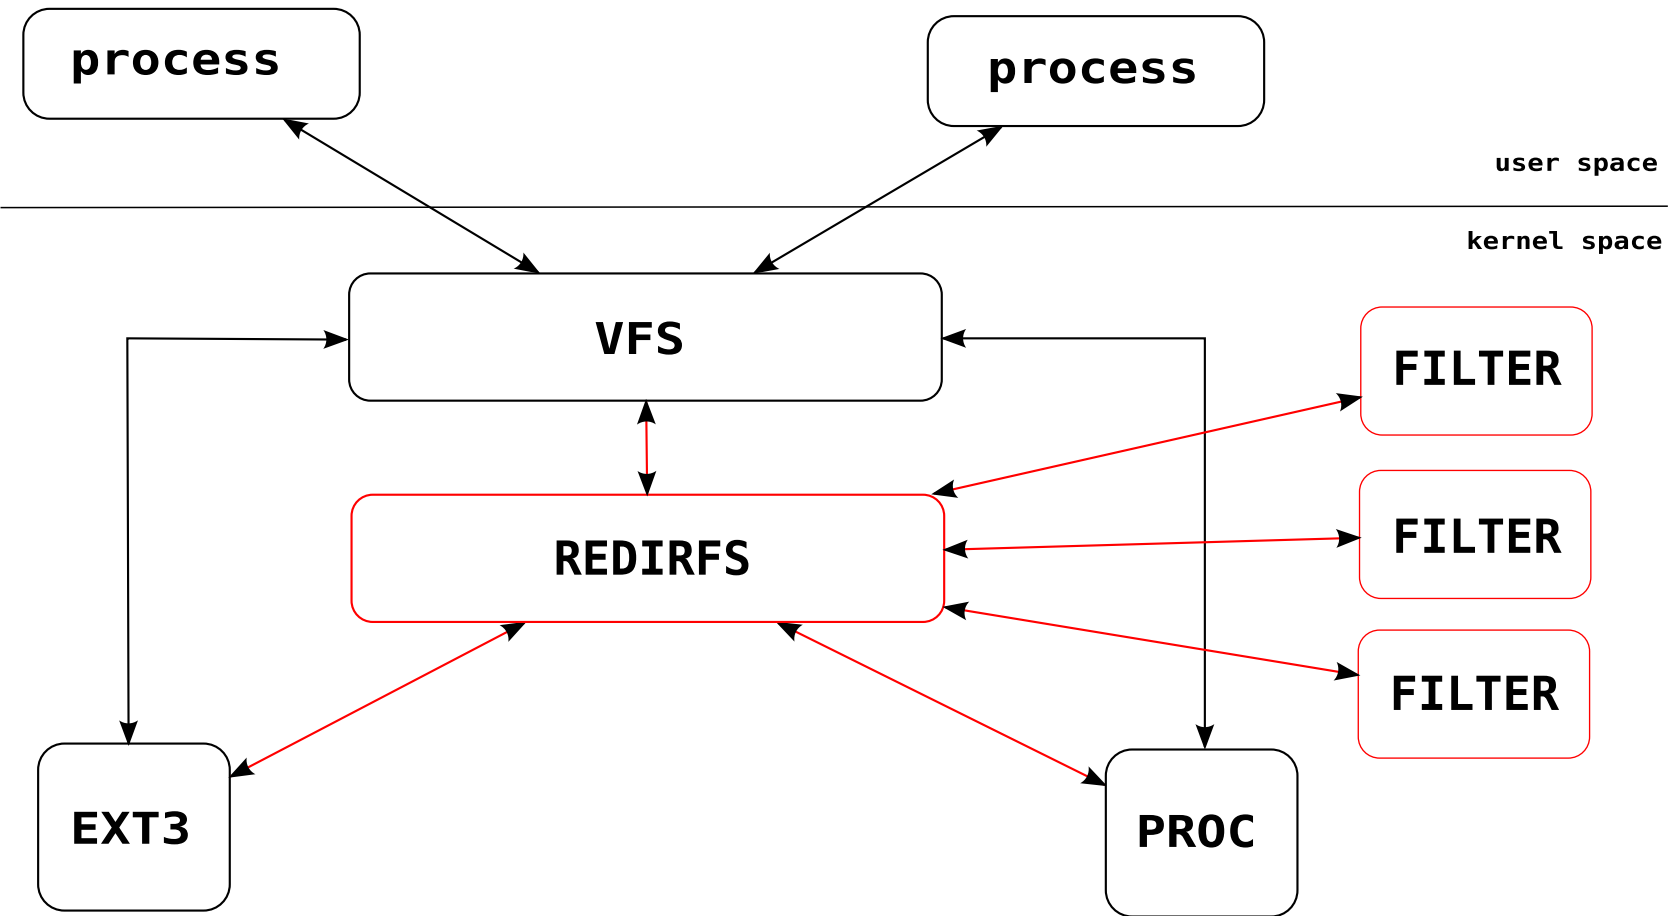 process
process
user space
kernel space
VFS
FILTER
REDIRFS
FILTER
FILTER
EXT3
PROC